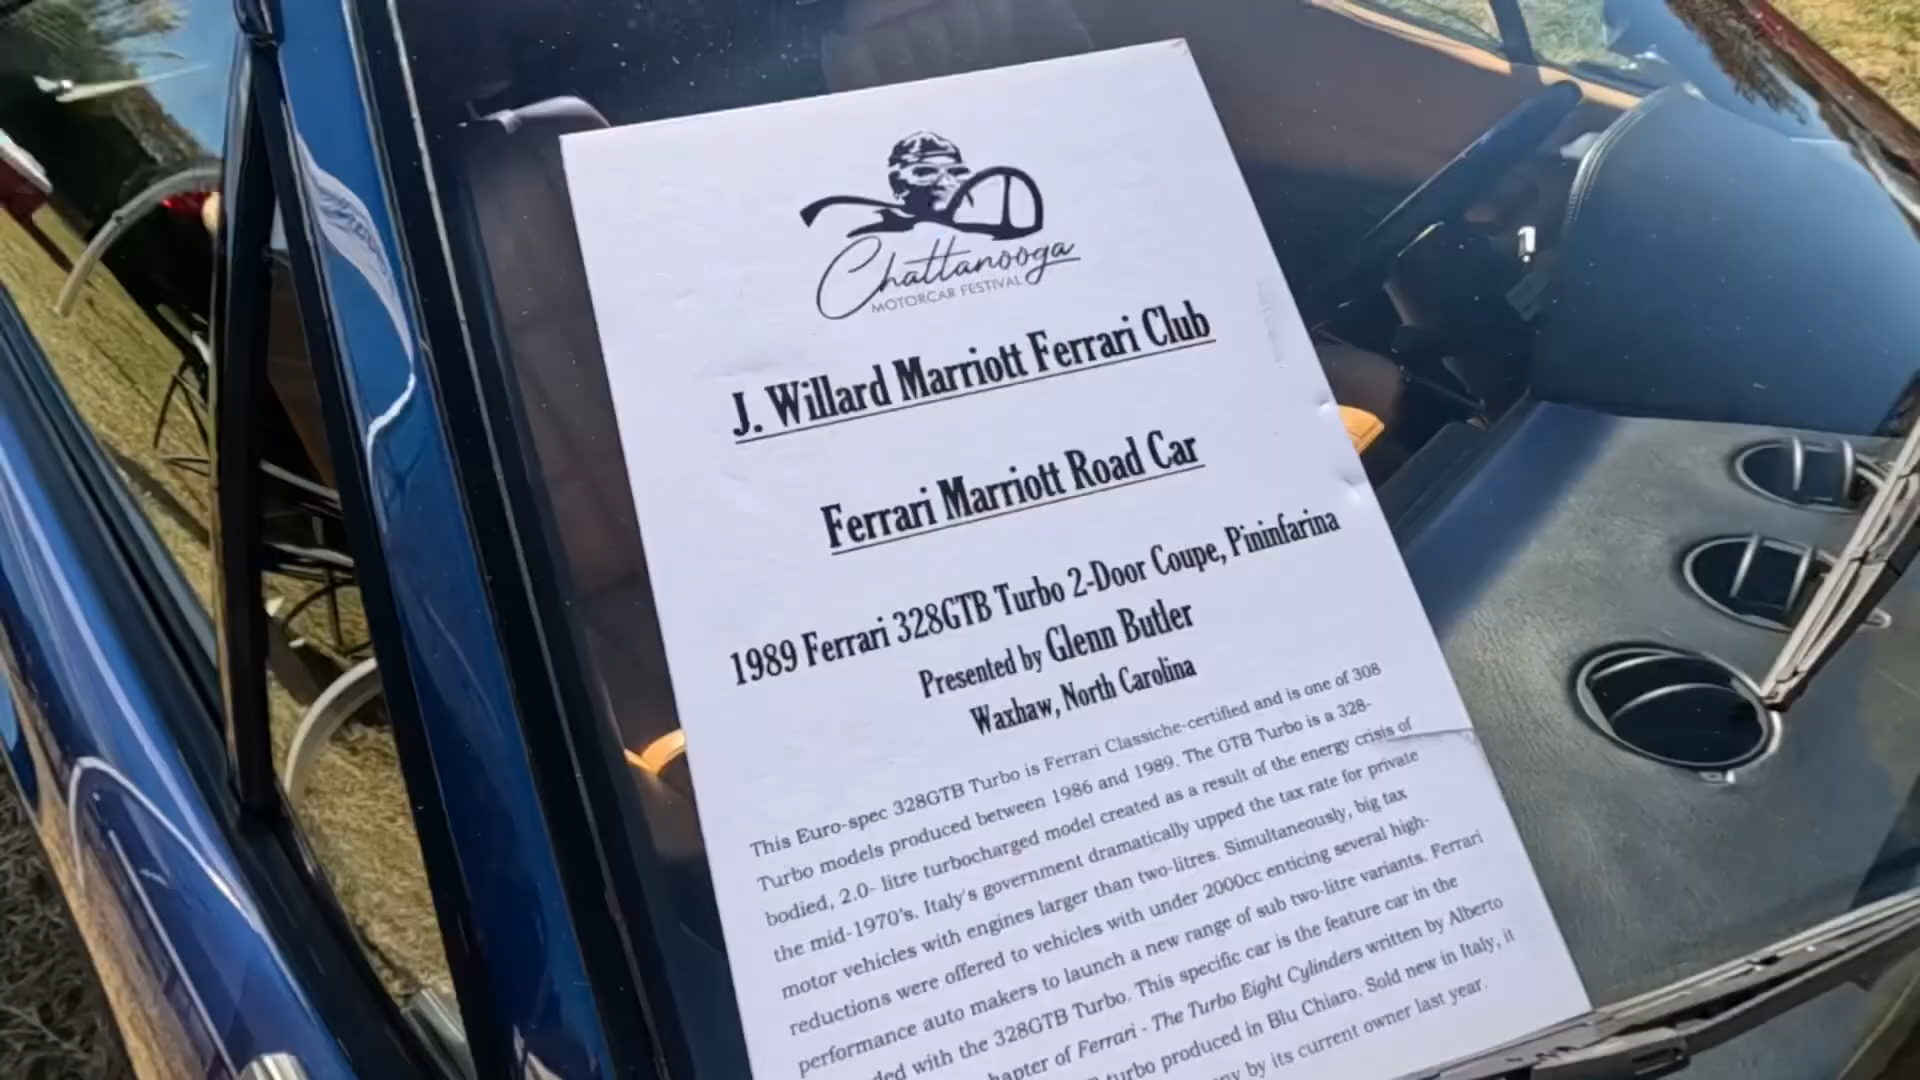 Chattanooga
MOTORCAR FESTIVAL
J. Willard Marriott Ferrari Club
Ferrari Marriott Road Car
1989 Ferrari 328GTB Turbo 2-Door Coupe, Pininfarina
Presented by Glenn Butler
Waxhaw, North Carolina
This Euro-spec 328GTB Turbo is Ferrari Classiche-certified and is one of 308
Turbo models produced between 1986 and 1989. The GTB Turbo is a 328-
bodied, 2.0- litre turbocharged model created as a result of the energy crisis of
the mid-1970's. Italy's government dramatically upped the tax rate for private
motor vehicles with engines larger than two-litres. Simultaneously, big tax
reductions were offered to vehicles with under 2000cc enticing several high-
performance auto makers to launch a new range of sub two-litre variants. Ferrari
with the 328GTB Turbo. This specific car is the feature car in the
of Ferrari - The Turbo Eight Cylinders written by Alberto
turbo produced in Blu Chiaro. Sold new in Italy, it
by its current owner last year.